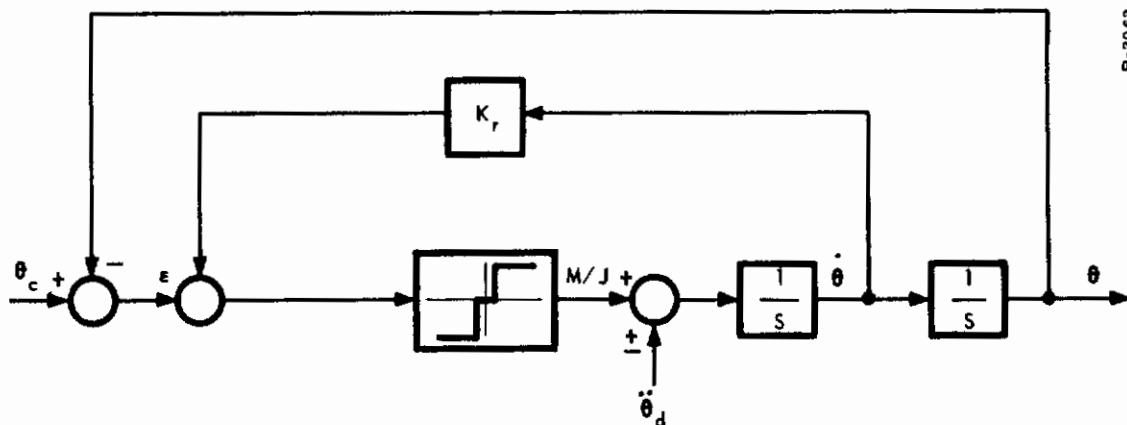 K_r
θ_c + − ε M/J + θ̇ θ
1/S 1/S
±
θ̈_d